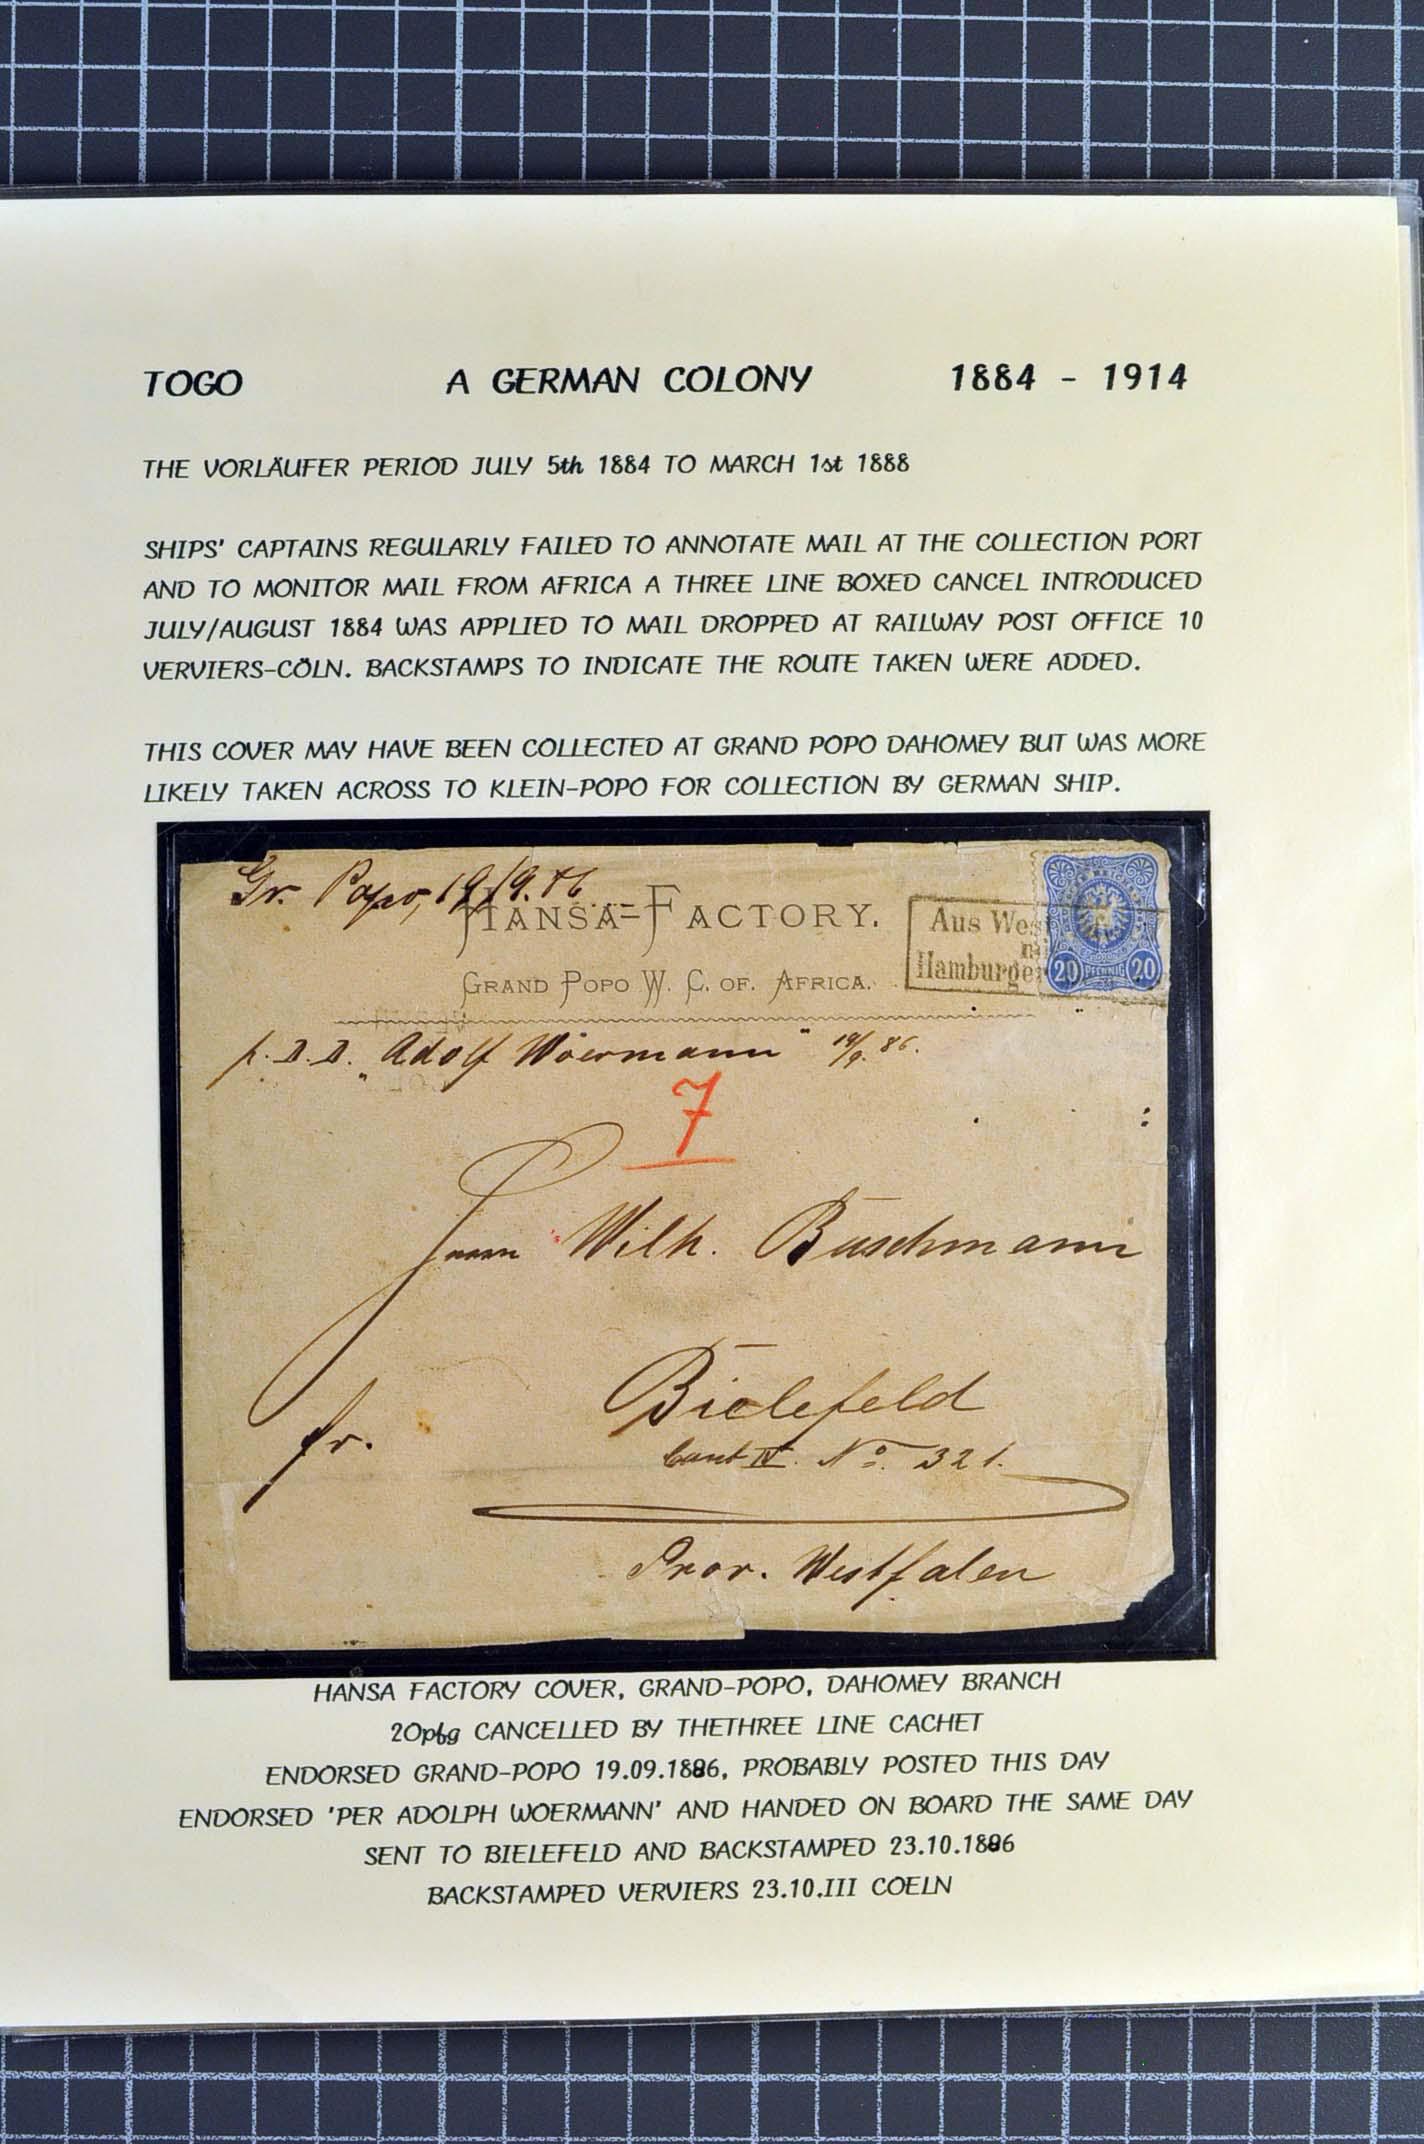 TOGO A GERMAN COLONY 1884 - 1914
THE VORLÄUFER PERIOD JULY 5th 1884 TO MARCH 1st 1888
SHIPS' CAPTAINS REGULARLY FAILED TO ANNOTATE MAIL AT THE COLLECTION PORT
AND TO MONITOR MAIL FROM AFRICA A THREE LINE BOXED CANCEL INTRODUCED
JULY/AUGUST 1884 WAS APPLIED TO MAIL DROPPED AT RAILWAY POST OFFICE 10
VERVIERS-CÖLN. BACKSTAMPS TO INDICATE THE ROUTE TAKEN WERE ADDED.
THIS COVER MAY HAVE BEEN COLLECTED AT GRAND POPO DAHOMEY BUT WAS MORE
LIKELY TAKEN ACROSS TO KLEIN-POPO FOR COLLECTION BY GERMAN SHIP.
Gr. Popo, 19/9.86
HANSA=FACTORY.
GRAND POPO W. C. OF. AFRICA.
Aus Wes
mi
Hamburge
20 PFENNIG 20
p. D. D. „Adolf Woermann" 19/9. 86.
7
Herrn Wilh. Buschmann
Bielefeld
fr.
IV. No. 321.
Prov. Westfalen
HANSA FACTORY COVER, GRAND-POPO, DAHOMEY BRANCH
20pfg CANCELLED BY THETHREE LINE CACHET
ENDORSED GRAND-POPO 19.09.1886, PROBABLY POSTED THIS DAY
ENDORSED 'PER ADOLPH WOERMANN' AND HANDED ON BOARD THE SAME DAY
SENT TO BIELEFELD AND BACKSTAMPED 23.10.1886
BACKSTAMPED VERVIERS 23.10.III COELN